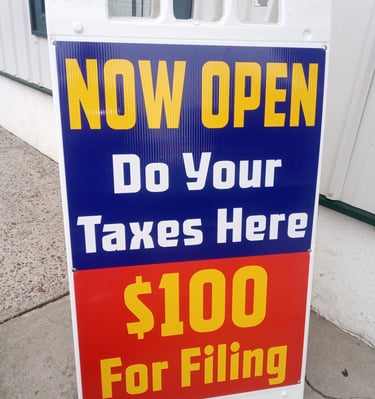 NOW OPEN
Do Your
Taxes Here
$100
For Filing